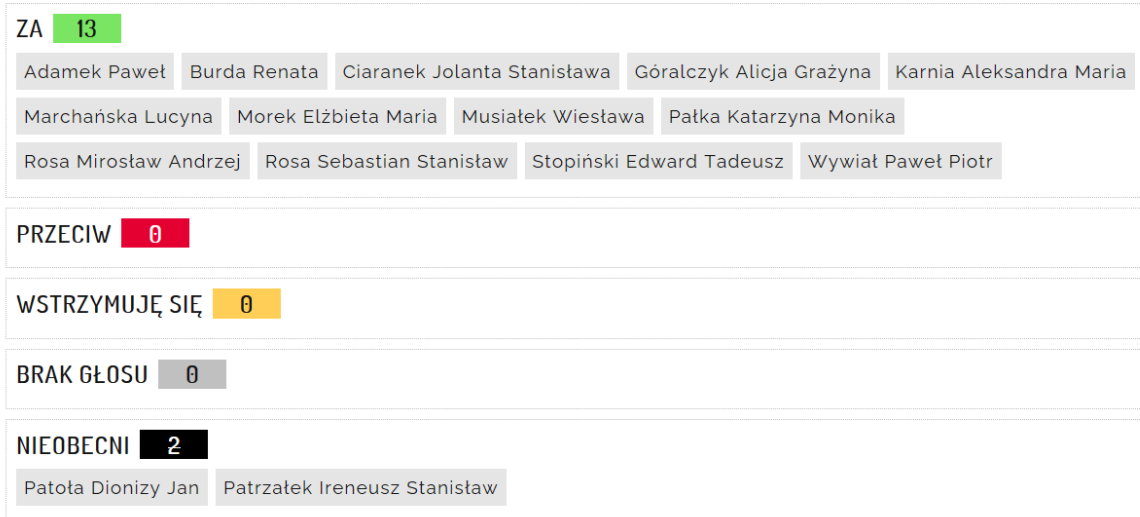 ZA 13
Adamek Paweł Burda Renata Ciaranek Jolanta Stanisława Góralczyk Alicja Grażyna Karnia Aleksandra Maria
Marchańska Lucyna Morek Elżbieta Maria Musiałek Wiesława Pałka Katarzyna Monika
Rosa Mirosław Andrzej Rosa Sebastian Stanisław Stopiński Edward Tadeusz Wywiał Paweł Piotr
PRZECIW 0
WSTRZYMUJĘ SIĘ 0
BRAK GŁOSU 0
NIEOBECNI 2
Patoła Dionizy Jan Patrzałek Ireneusz Stanisław